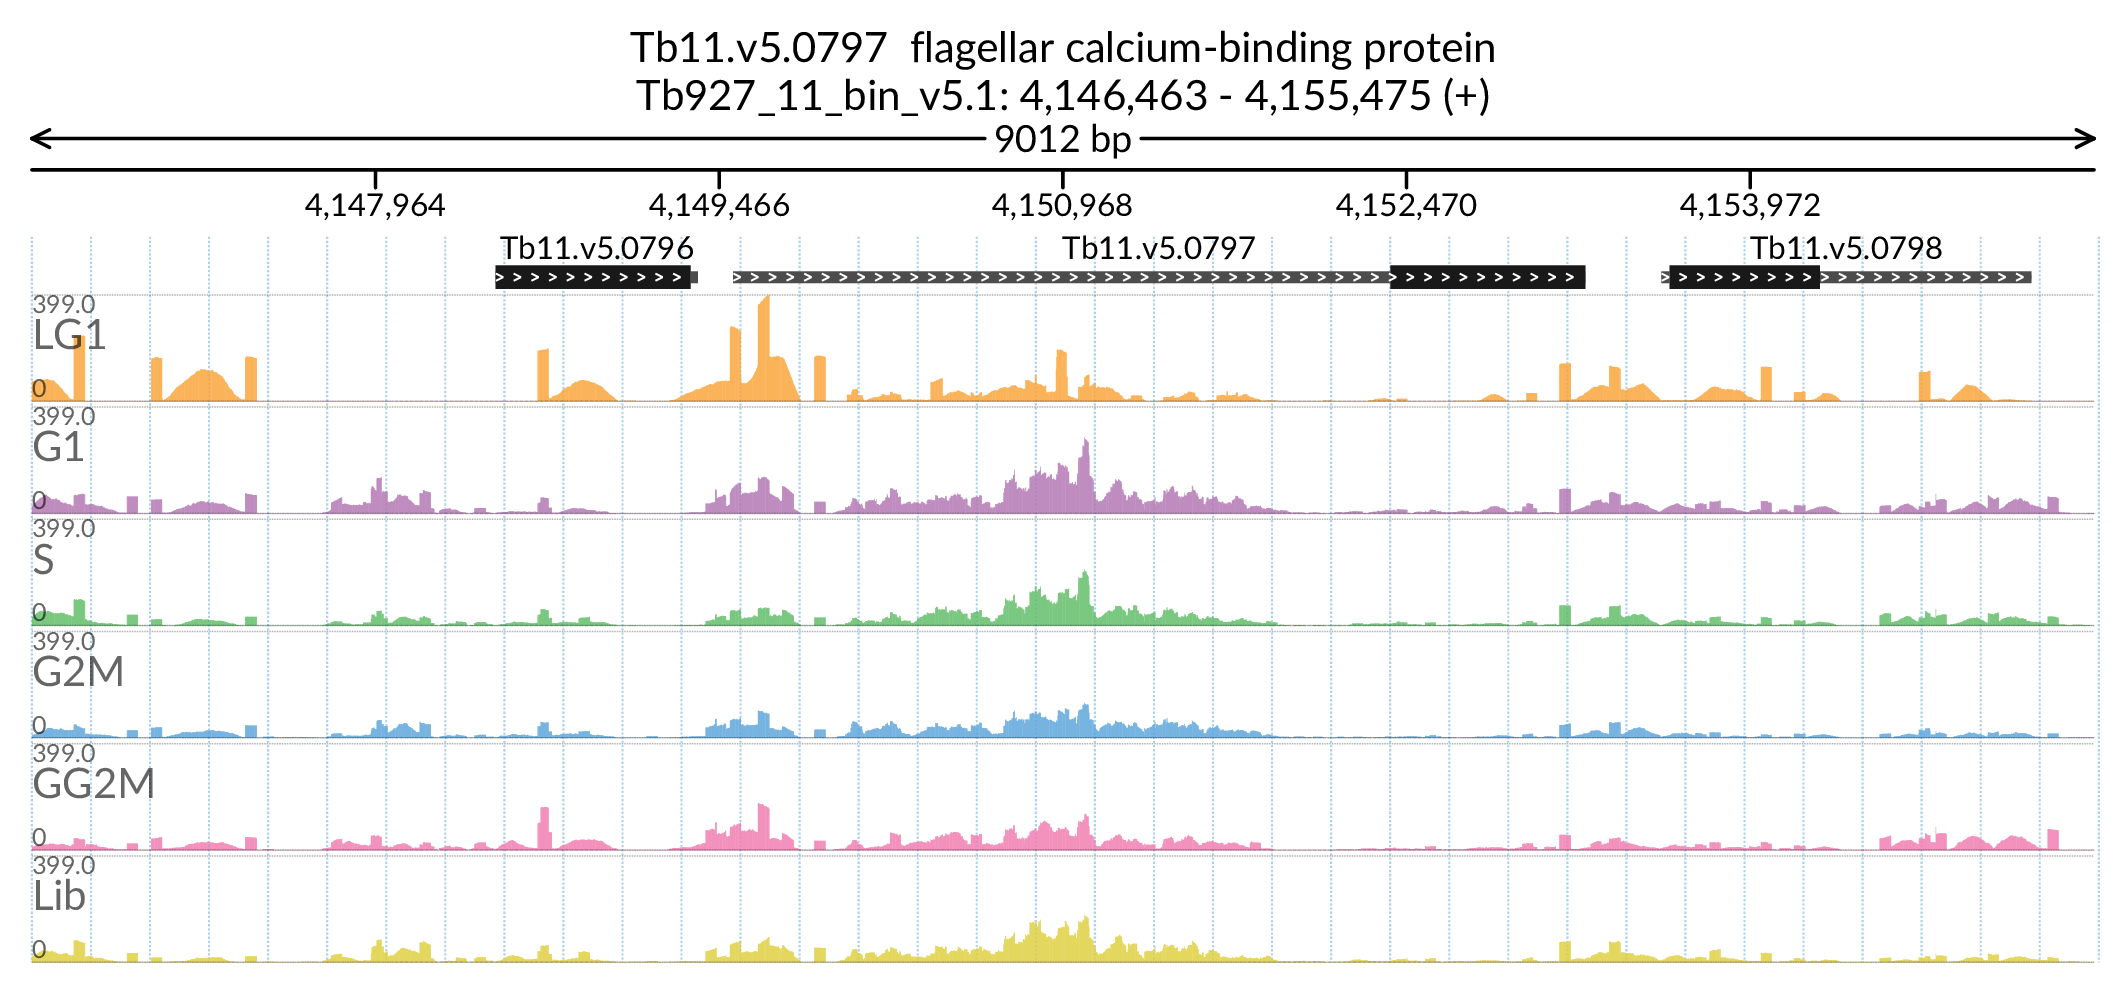 Tb11.v5.0797  flagellar calcium-binding protein
Tb927_11_bin_v5.1: 4,146,463 - 4,155,475 (+)
9012 bp
4,147,964 4,149,466 4,150,968 4,152,470 4,153,972
Tb11.v5.0796 Tb11.v5.0797 Tb11.v5.0798
399.0
LG1
0
399.0
G1
0
399.0
S
0
399.0
G2M
0
399.0
GG2M
0
399.0
Lib
0